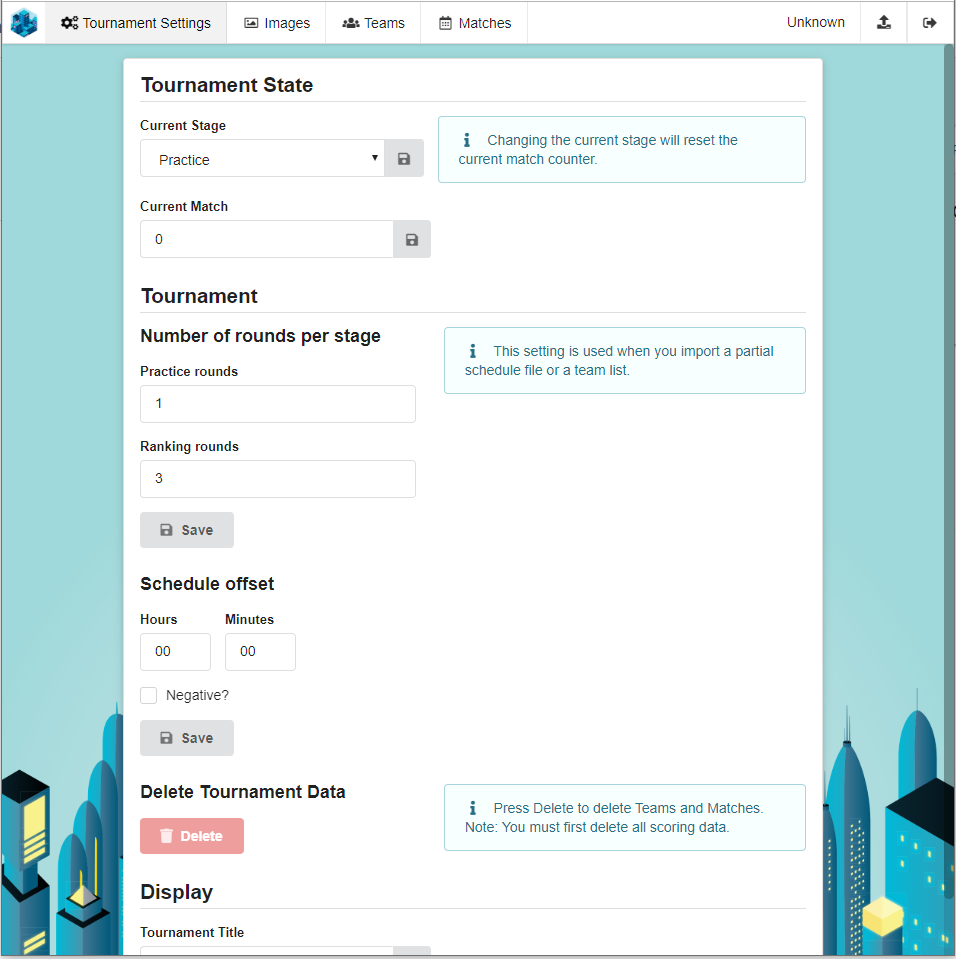 Tournament Settings Images Teams Matches Unknown
Tournament State
Current Stage
Practice
Changing the current stage will reset the
current match counter.
Current Match
0
Tournament
Number of rounds per stage
This setting is used when you import a partial
schedule file or a team list.
Practice rounds
1
Ranking rounds
3
Save
Schedule offset
Hours Minutes
00 00
Negative?
Save
Delete Tournament Data
Press Delete to delete Teams and Matches.
Note: You must first delete all scoring data.
Delete
Display
Tournament Title